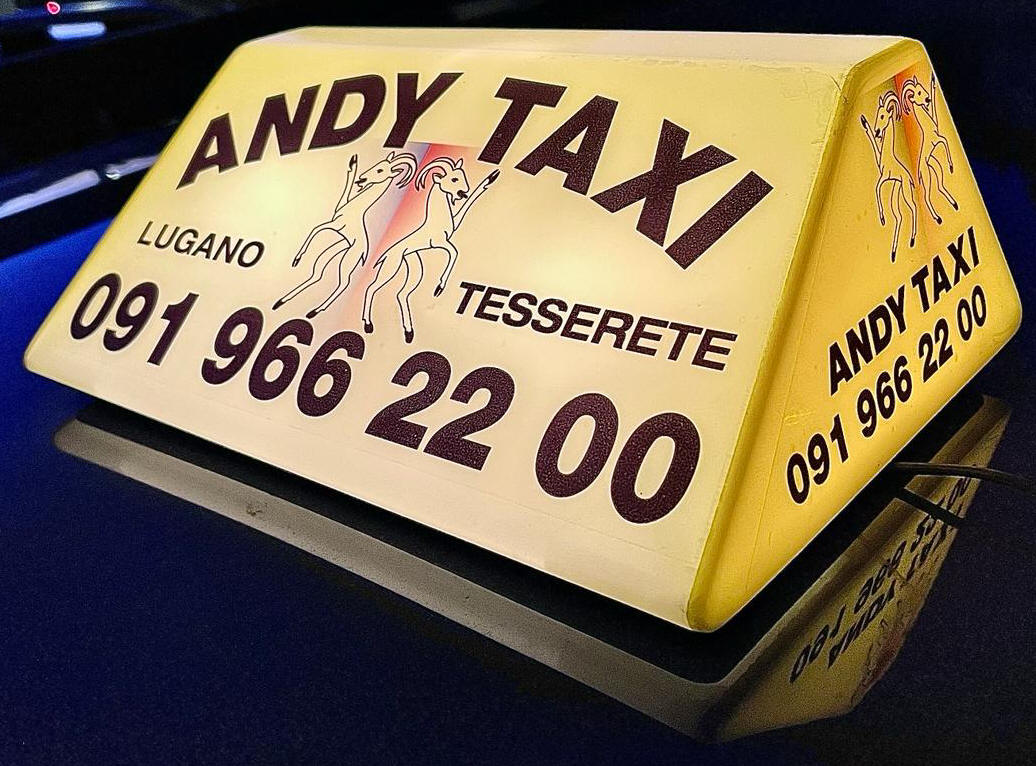 ANDY TAXI
LUGANO
TESSERETE
091 966 22 00
ANDY TAXI
091 966 22 00